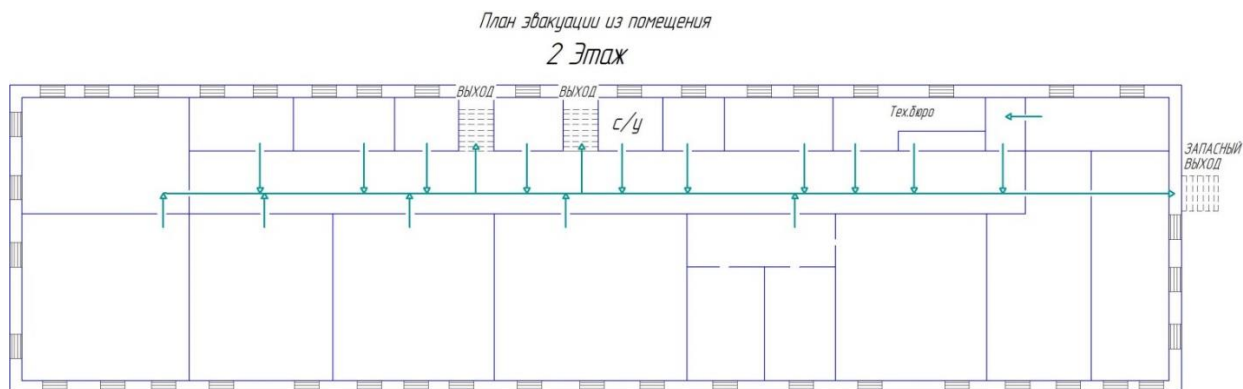 План эвакуации из помещения
2 Этаж
ВЫХОД
ВЫХОД
с/у
Тех.бюро
ЗАПАСНЫЙ
ВЫХОД